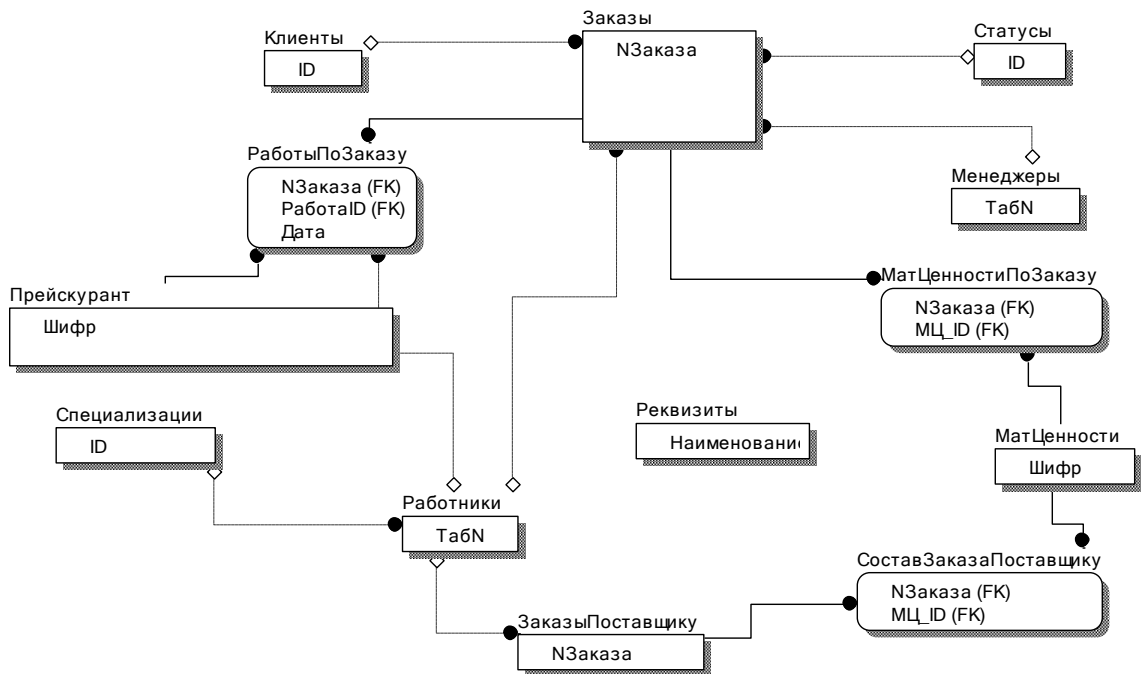 Заказы
NЗаказа
Клиенты
ID
Статусы
ID
РаботыПоЗаказу
NЗаказа (FK)
РаботаID (FK)
Дата
Менеджеры
ТабN
Прейскурант
Шифр
МатЦенностиПоЗаказу
NЗаказа (FK)
МЦ_ID (FK)
Специализации
ID
Реквизиты
Наименование
МатЦенности
Шифр
Работники
ТабN
СоставЗаказаПоставщику
NЗаказа (FK)
МЦ_ID (FK)
ЗаказыПоставщику
NЗаказа